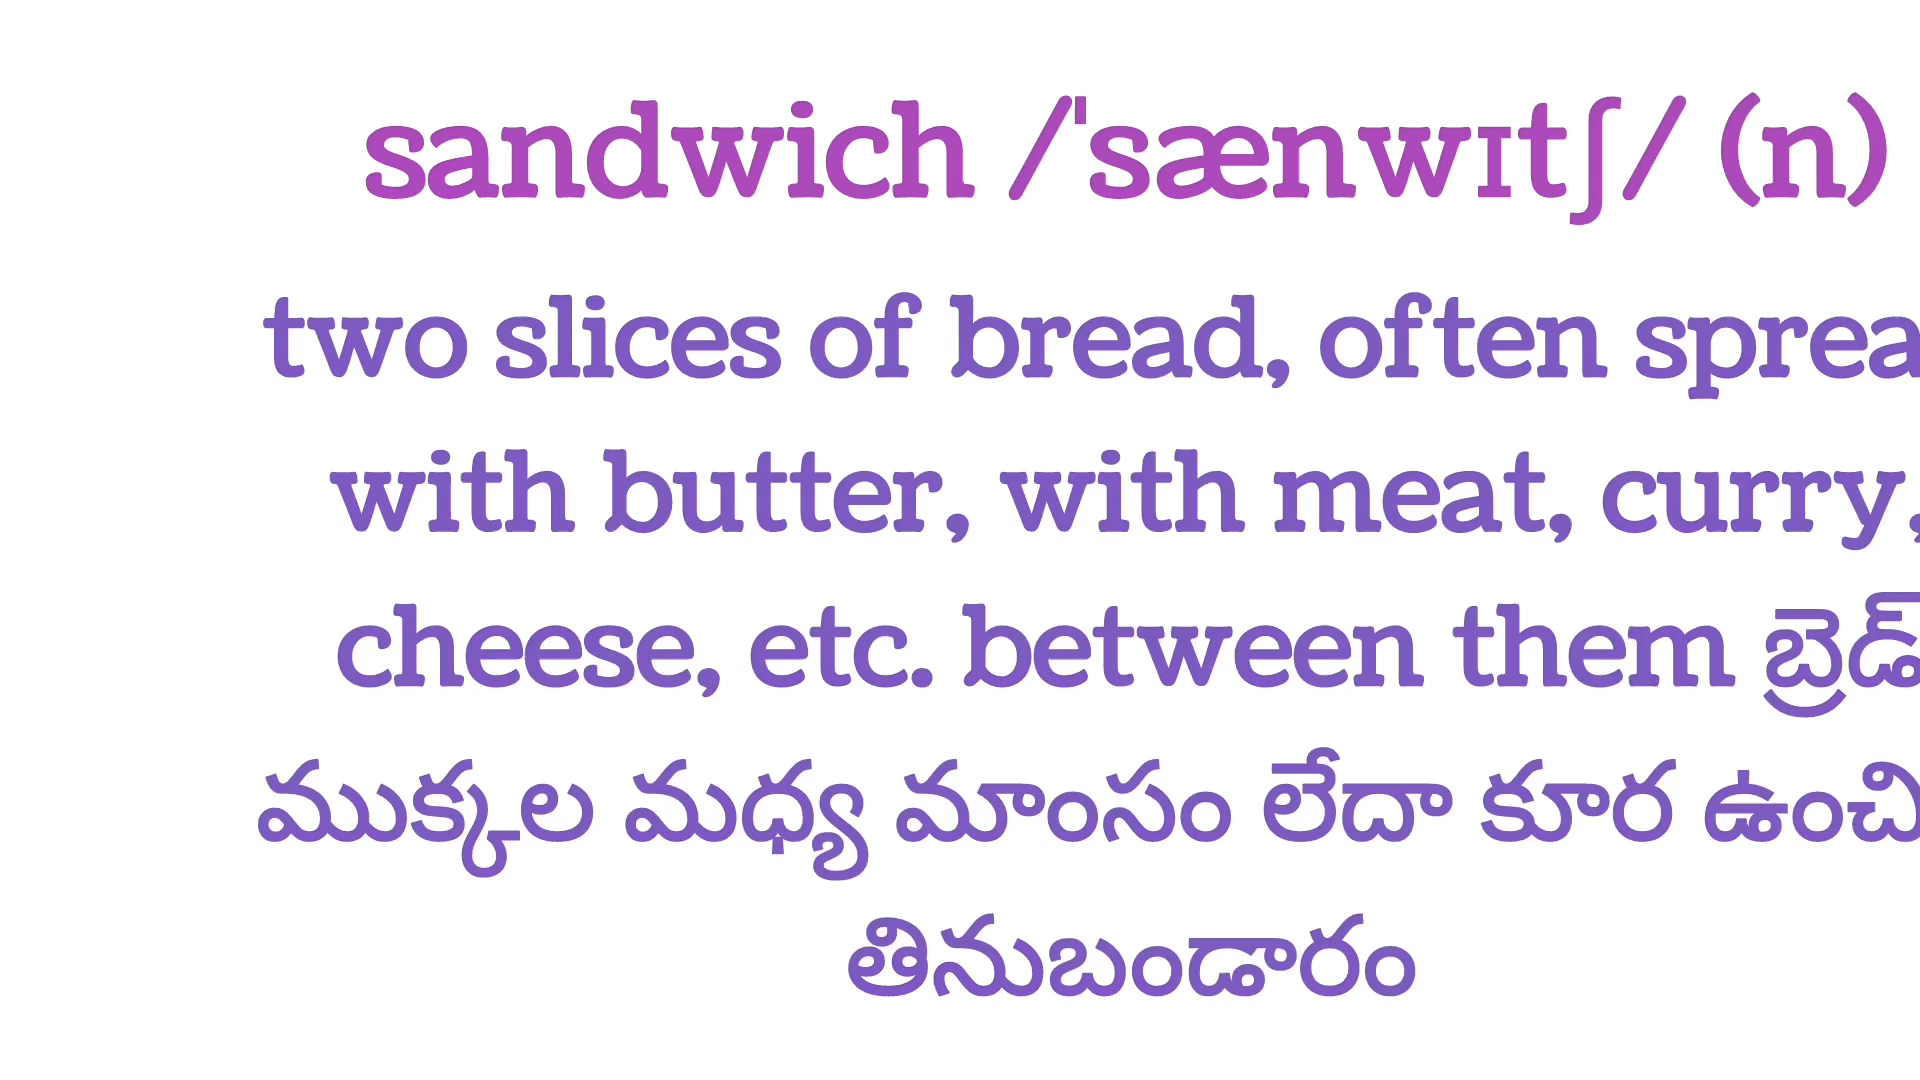 sandwich /ˈsænwɪtʃ/ (n)
two slices of bread, often sprea
with butter, with meat, curry,
cheese, etc. between them బ్రెడ్
ముక్కల మధ్య మాంసం లేదా కూర ఉంచి
తినుబండారం